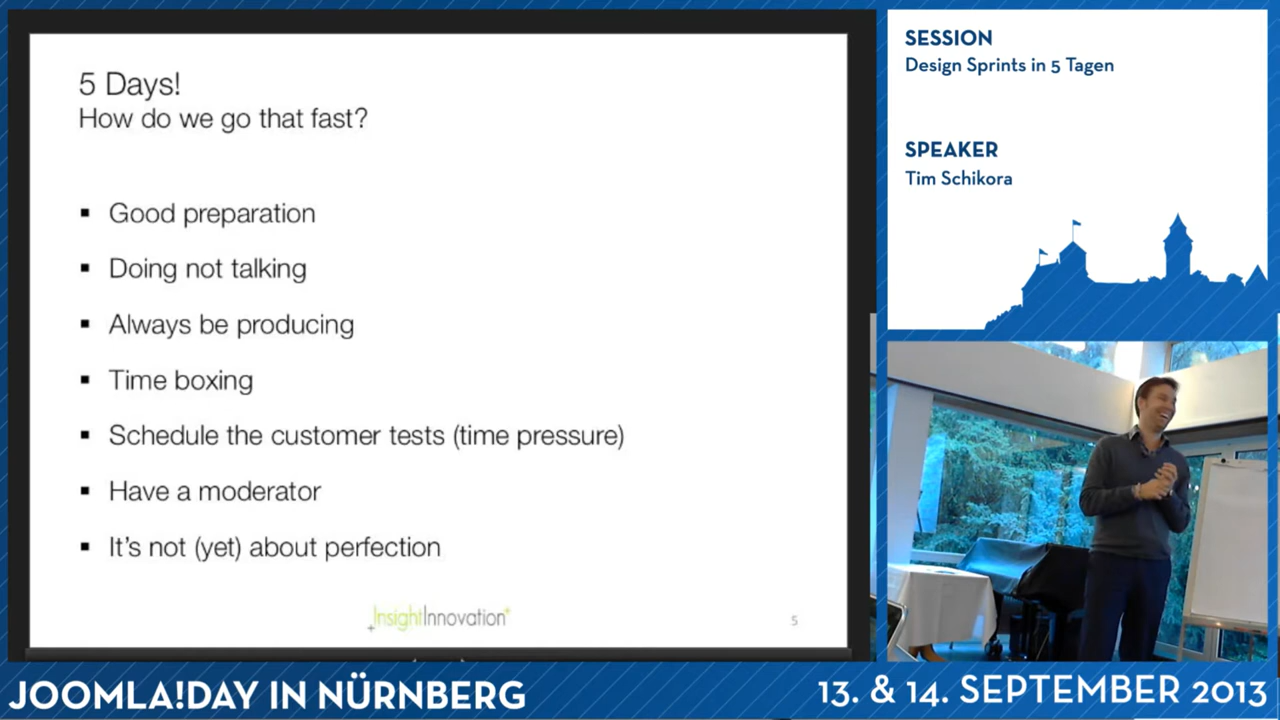 5 Days!
How do we go that fast?
▪ Good preparation
▪ Doing not talking
▪ Always be producing
▪ Time boxing
▪ Schedule the customer tests (time pressure)
▪ Have a moderator
▪ It's not (yet) about perfection
+InsightInnovation+
5
SESSION
Design Sprints in 5 Tagen
SPEAKER
Tim Schikora
JOOMLA!DAY IN NÜRNBERG
13. & 14. SEPTEMBER 2013